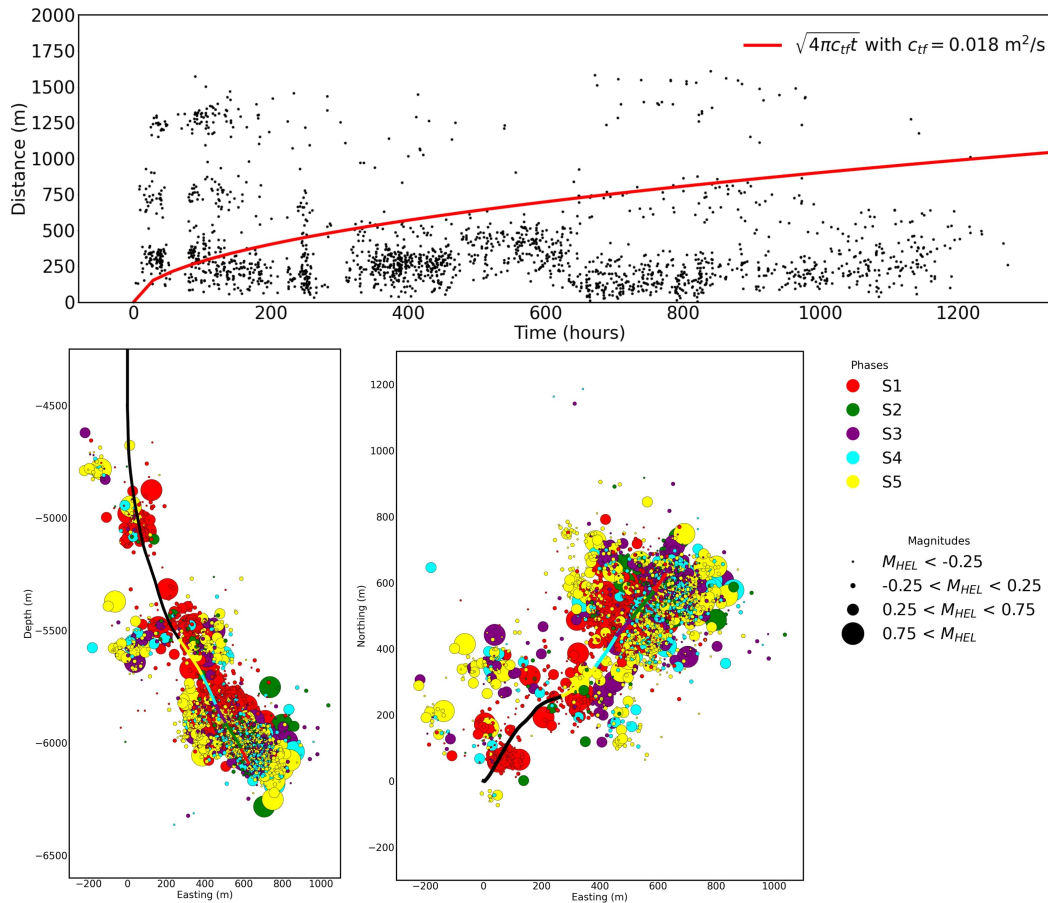 2000
1750
1500
1250
1000
750
500
250
0
Distance (m)
√4πc_tf t with c_tf = 0.018 m²/s
0 200 400 600 800 1000 1200
Time (hours)
−4500
−5000
−5500
−6000
−6500
Depth (m)
−200 0 200 400 600 800 1000
Easting (m)
1200
1000
800
600
400
200
0
−200
Northing (m)
−200 0 200 400 600 800 1000
Easting (m)
Phases
S1
S2
S3
S4
S5
Magnitudes
M_HEL < -0.25
-0.25 < M_HEL < 0.25
0.25 < M_HEL < 0.75
0.75 < M_HEL